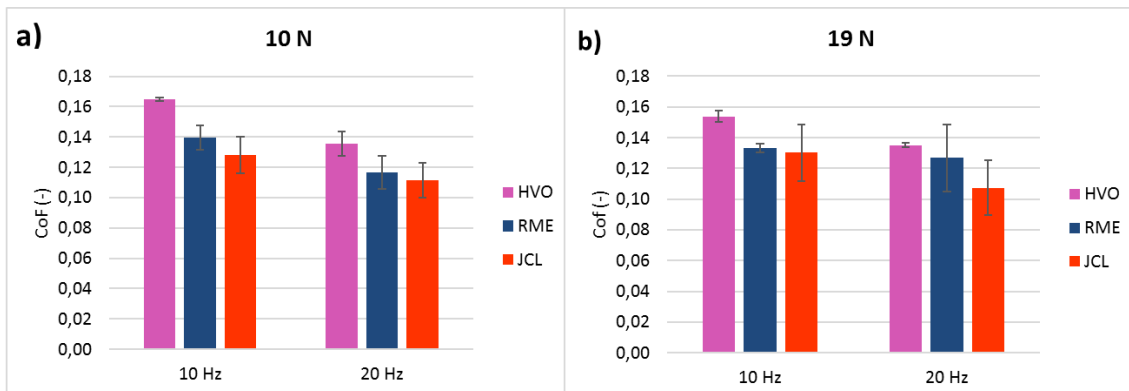 a)
10 N
0,18
0,16
0,14
0,12
0,10
0,08
0,06
0,04
0,02
0,00
CoF (-)
10 Hz
20 Hz
HVO
RME
JCL
b)
19 N
0,18
0,16
0,14
0,12
0,10
0,08
0,06
0,04
0,02
0,00
Cof (-)
10 Hz
20 Hz
HVO
RME
JCL